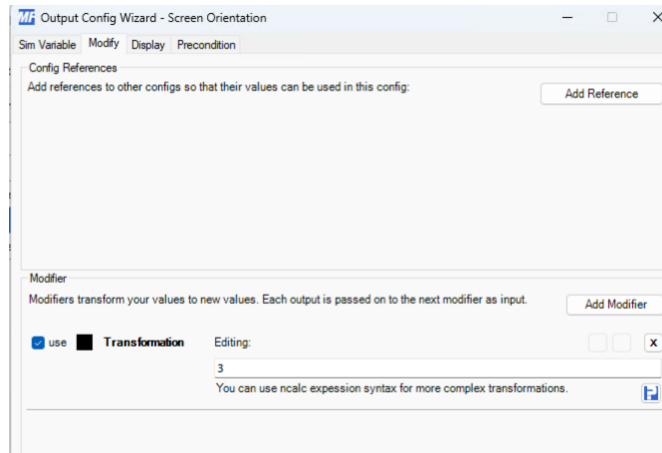 Output Config Wizard - Screen Orientation
Sim Variable Modify Display Precondition
Config References
Add references to other configs so that their values can be used in this config:
Add Reference
Modifier
Modifiers transform your values to new values. Each output is passed on to the next modifier as input.
Add Modifier
use Transformation Editing:
x
3
You can use ncalc expession syntax for more complex transformations.